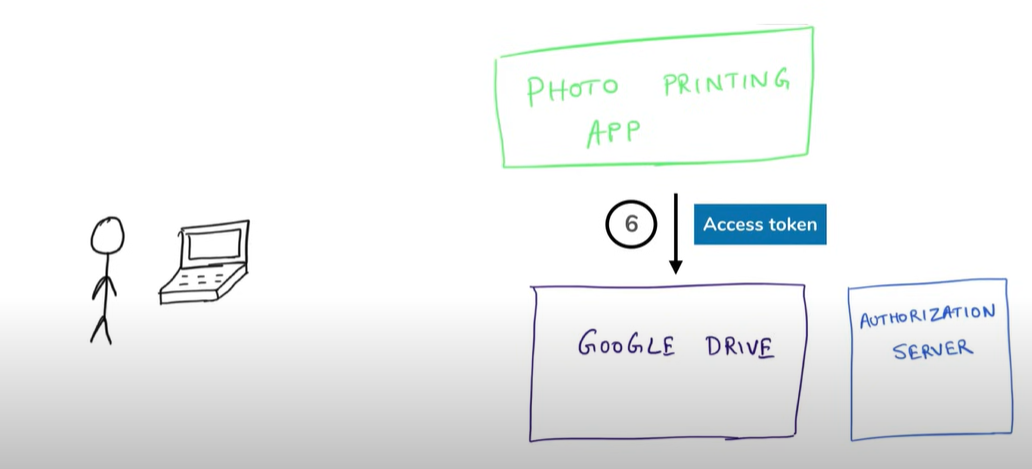 PHOTO PRINTING
APP
6
Access token
GOOGLE DRIVE
AUTHORIZATION
SERVER